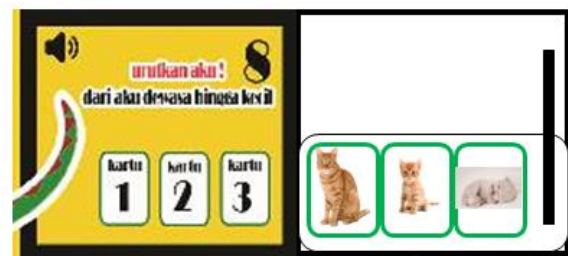 8
urutkan aku !
dari aku dewasa hingga kecil
kartu kartu kartu
1 2 3